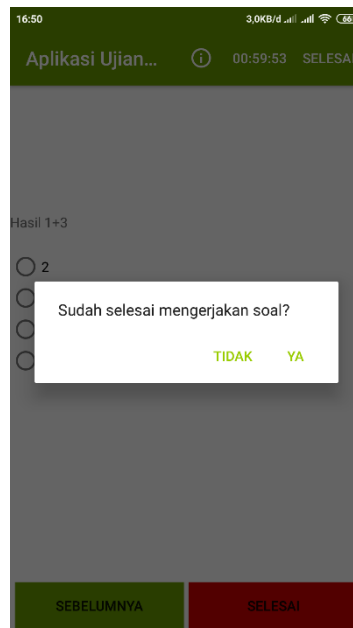 16:50 3,0KB/d 66
Aplikasi Ujian... 00:59:53 SELESAI
Hasil 1+3
2
Sudah selesai mengerjakan soal?
TIDAK YA
SEBELUMNYA SELESAI